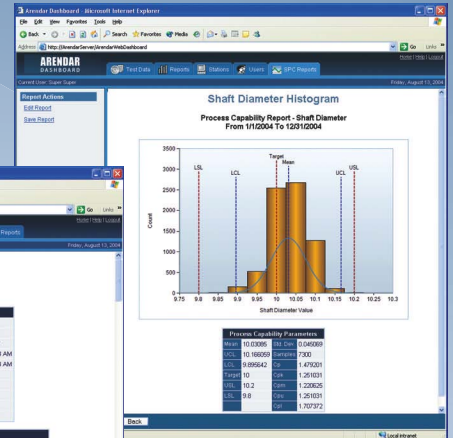 Arendar Dashboard - Microsoft Internet Explorer
File Edit View Favorites Tools Help
Back Search Favorites Media
Address http://ArendarServer/ArendarWebDashboard Go Links
ARENDAR
DASHBOARD
Test Data Reports Stations Users SPC Reports
Home | Help | Logout
Current User: Super Super Friday, August 13, 2004
Report Actions
Edit Report
Save Report
Shaft Diameter Histogram
Process Capability Report - Shaft Diameter
From 1/1/2004 To 12/31/2004
3500
3000
2500
2000
1500
1000
500
0
Count
LSL LCL Target Mean UCL USL
9.75 9.8 9.85 9.9 9.95 10 10.05 10.1 10.15 10.2 10.25 10.3
Shaft Diameter Value
Process Capability Parameters
Mean 10.03085 Std. Dev 0.045069
UCL 10.166059 Samples 7300
LCL 9.895642 Cp 1.479201
Target 10 Cpk 1.251031
USL 10.2 Cpm 1.220625
LSL 9.8 Cpu 1.251031
Cpl 1.707372
Back
Local intranet
Go Links
Home | Help | Logout
Reports
Friday, August 13, 2004
AM
AM